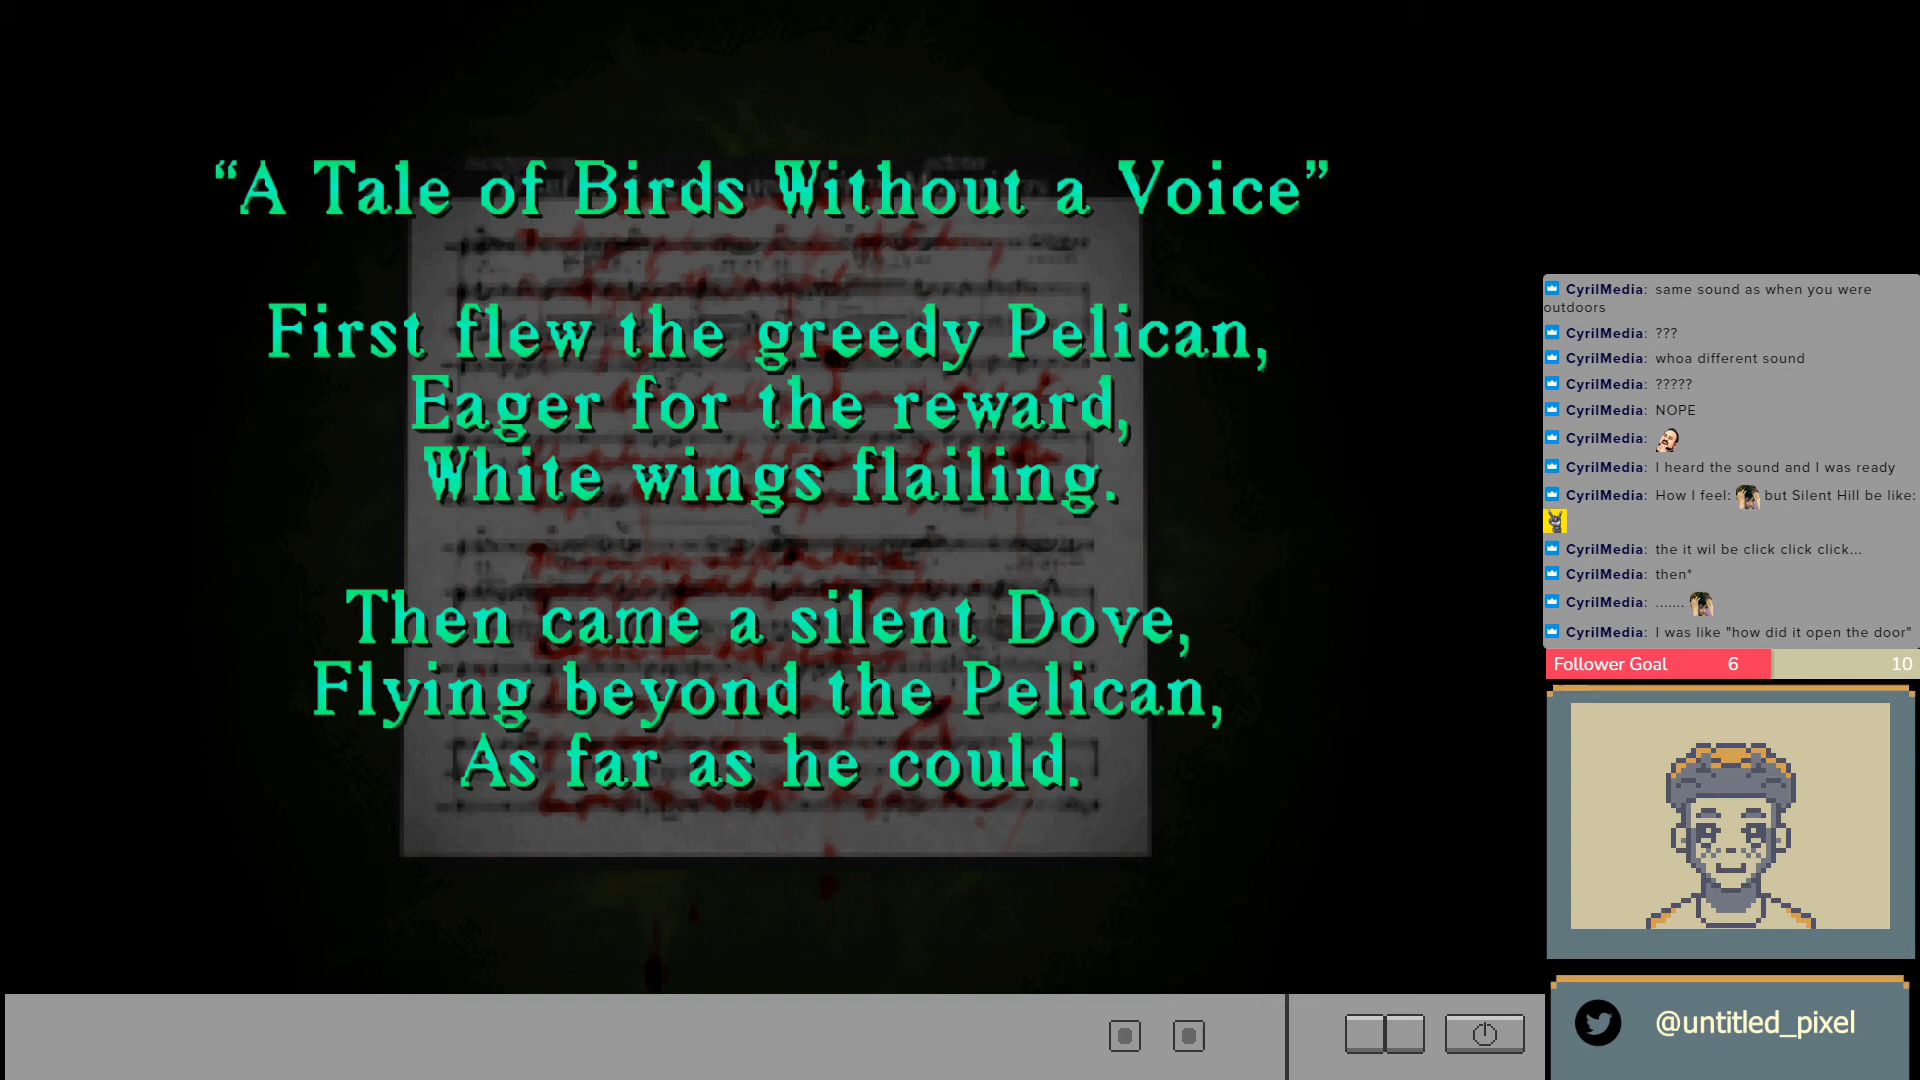 “A Tale of Birds Without a Voice”
First flew the greedy Pelican,
Eager for the reward,
White wings flailing.
Then came a silent Dove,
Flying beyond the Pelican,
As far as he could.
CyrilMedia: same sound as when you were
outdoors
CyrilMedia: ???
CyrilMedia: whoa different sound
CyrilMedia: ?????
CyrilMedia: NOPE
CyrilMedia:
CyrilMedia: I heard the sound and I was ready
CyrilMedia: How I feel: but Silent Hill be like:
CyrilMedia: the it wil be click click click...
CyrilMedia: then*
CyrilMedia: .......
CyrilMedia: I was like "how did it open the door"
Follower Goal 6 10
@untitled_pixel